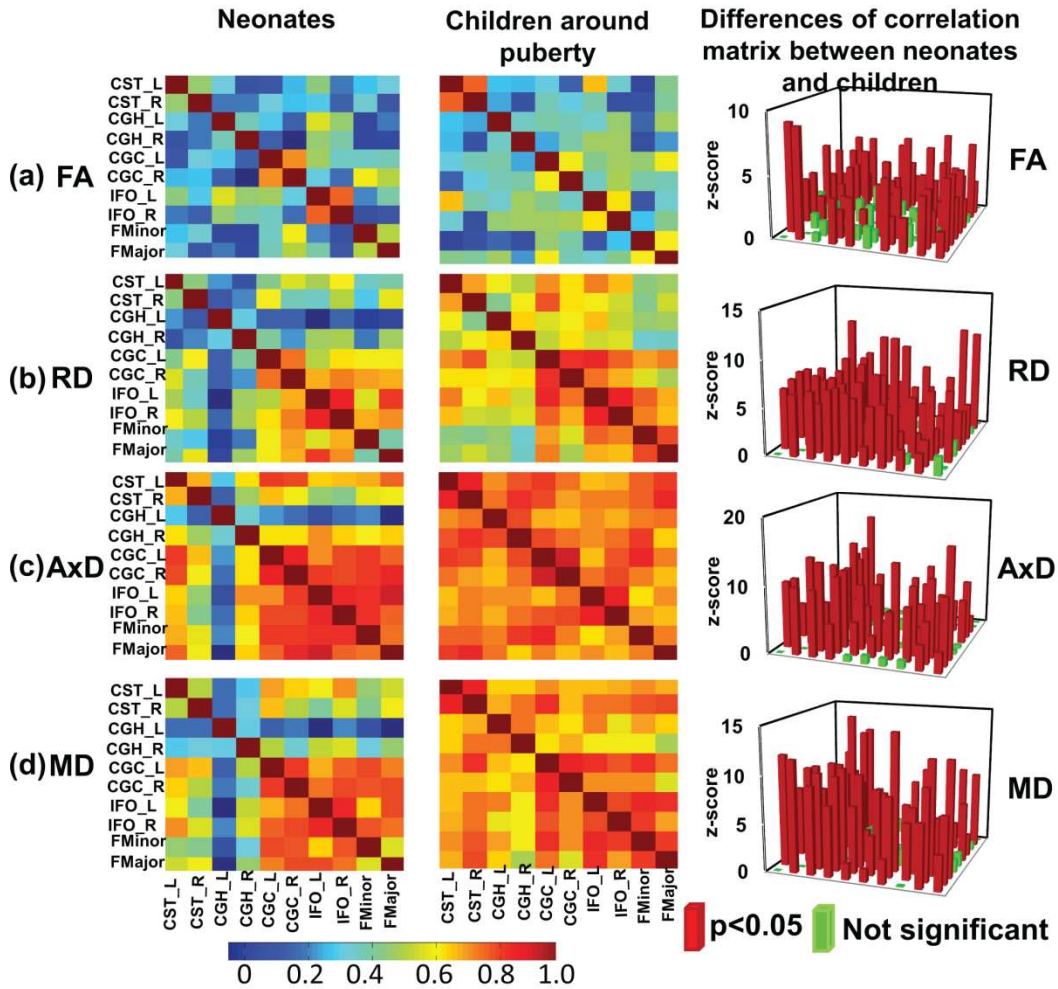 Neonates
Children around
puberty
Differences of correlation
matrix between neonates
and children
(a) FA
CST_L
CST_R
CGH_L
CGH_R
CGC_L
CGC_R
IFO_L
IFO_R
FMinor
FMajor
10
5
0
z-score
FA
(b) RD
CST_L
CST_R
CGH_L
CGH_R
CGC_L
CGC_R
IFO_L
IFO_R
FMinor
FMajor
15
10
5
0
z-score
RD
(c) AxD
CST_L
CST_R
CGH_L
CGH_R
CGC_L
CGC_R
IFO_L
IFO_R
FMinor
FMajor
20
10
0
z-score
AxD
(d) MD
CST_L
CST_R
CGH_L
CGH_R
CGC_L
CGC_R
IFO_L
IFO_R
FMinor
FMajor
15
10
5
0
z-score
MD
CST_L CST_R CGH_L CGH_R CGC_L CGC_R IFO_L IFO_R FMinor FMajor
CST_L CST_R CGH_L CGH_R CGC_L CGC_R IFO_L IFO_R FMinor FMajor
p<0.05 Not significant
0 0.2 0.4 0.6 0.8 1.0